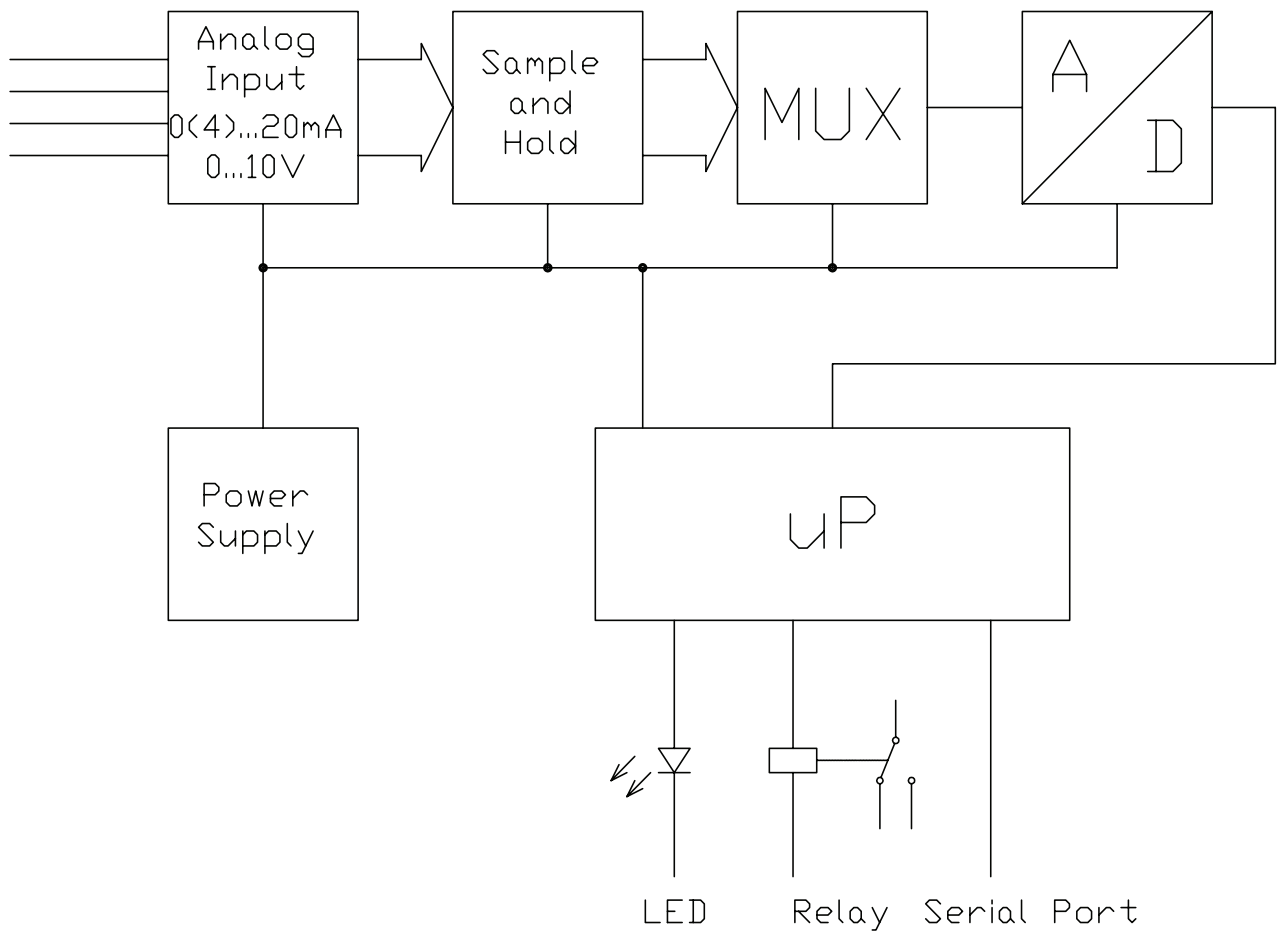 Analog
Input
0(4)...20mA
0...10V
Sample
and
Hold
MUX
A
D
Power
Supply
uP
LED
Relay
Serial Port